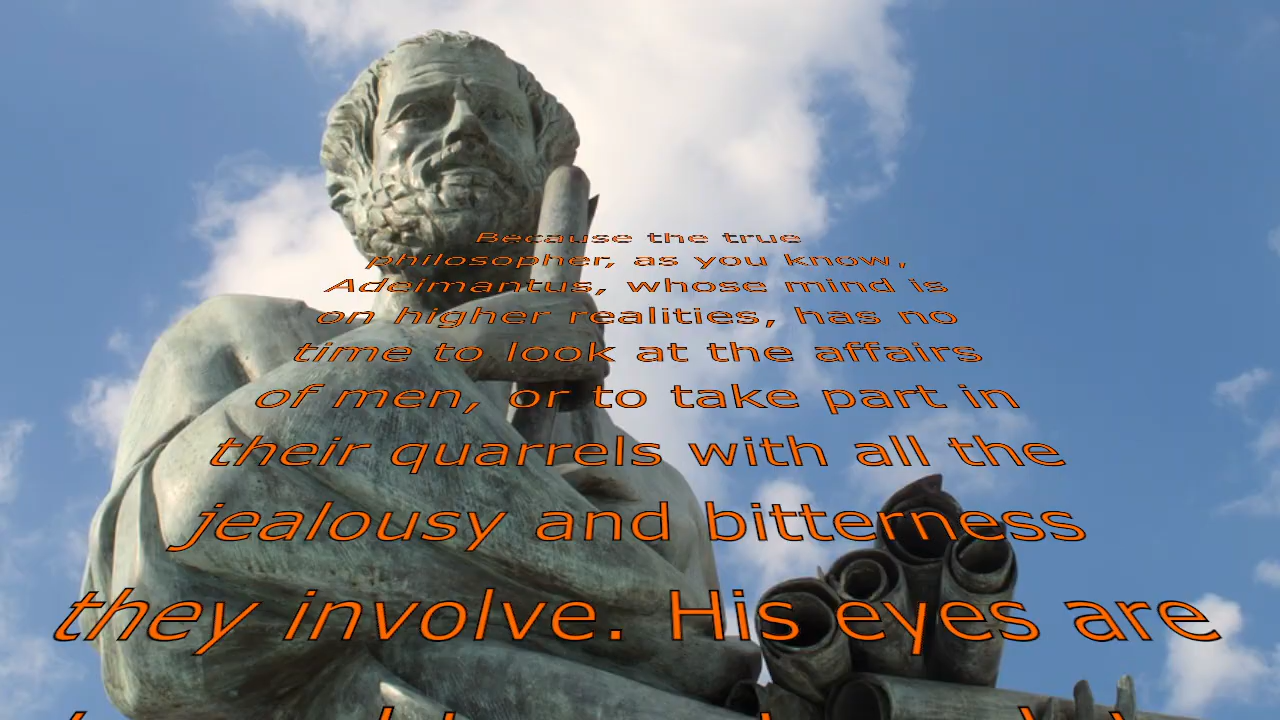 Because the true
philosopher, as you know,
Adeimantus, whose mind is
on higher realities, has no
time to look at the affairs
of men, or to take part in
their quarrels with all the
jealousy and bitterness
they involve. His eyes are